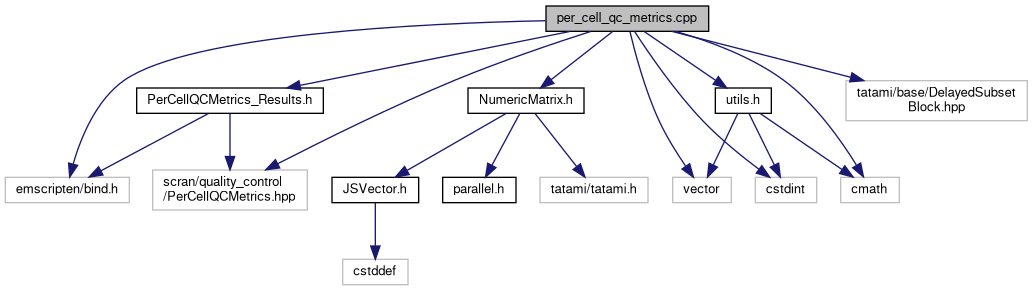 per_cell_qc_metrics.cpp
PerCellQCMetrics_Results.h
NumericMatrix.h
utils.h
tatami/base/DelayedSubset
Block.hpp
emscripten/bind.h
scran/quality_control
/PerCellQCMetrics.hpp
JSVector.h
parallel.h
tatami/tatami.h
vector
cstdint
cmath
cstddef